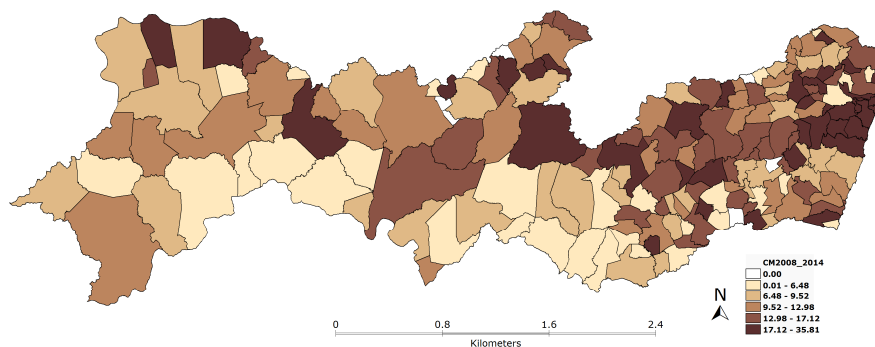 CM2008_2014
0.00
0.01 - 6.48
6.48 - 9.52
9.52 - 12.98
12.98 - 17.12
17.12 - 35.81
N
0 0.8 1.6 2.4
Kilometers